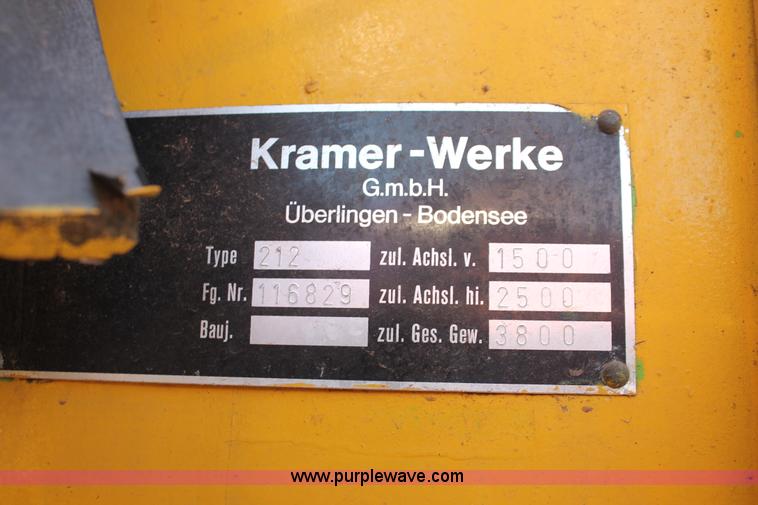 Kramer-Werke
G.m.b.H.
Überlingen - Bodensee
Type 212 zul. Achsl. v. 1500
Fg. Nr. 116829 zul. Achsl. hi. 2500
Bauj. zul. Ges. Gew. 3800
www.purplewave.com